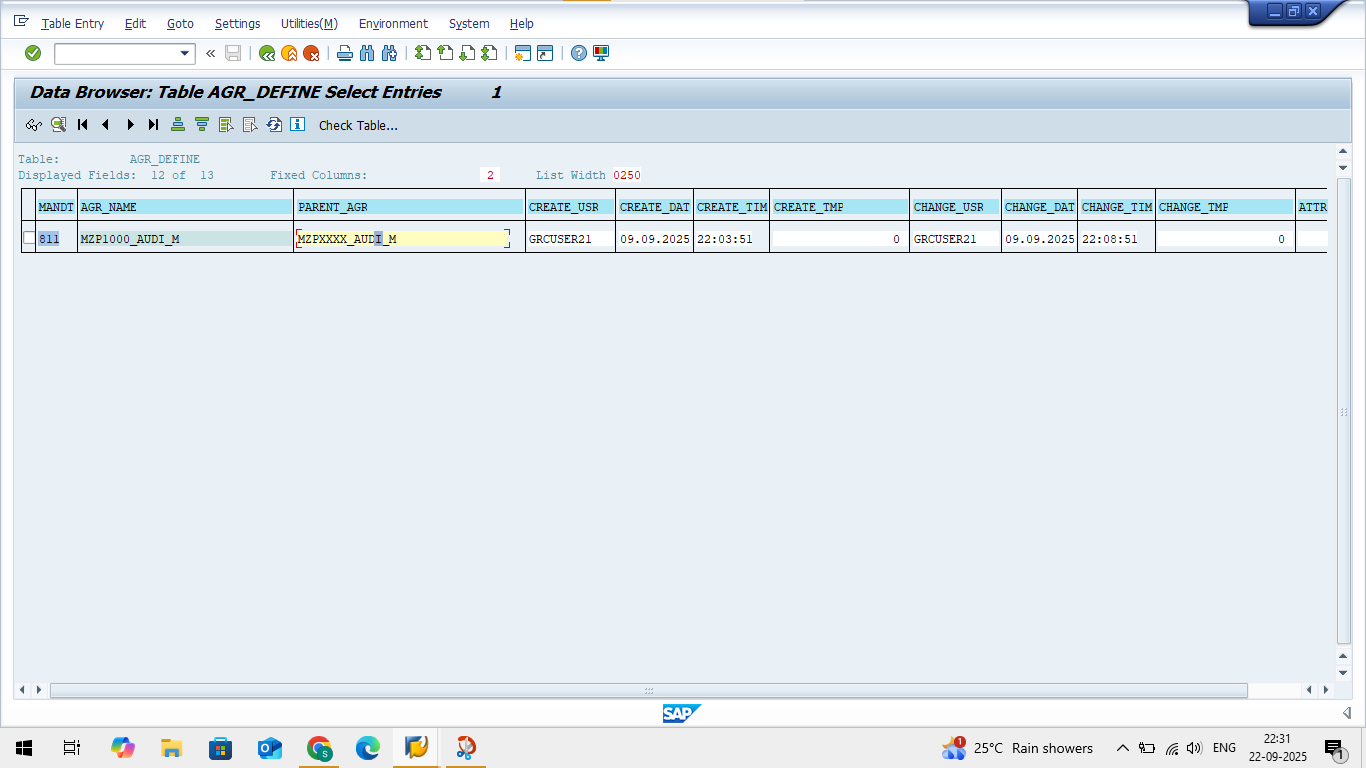 Table Entry Edit Goto Settings Utilities(M) Environment System Help
Data Browser: Table AGR_DEFINE Select Entries 1
Check Table...
Table: AGR_DEFINE
Displayed Fields: 12 of 13 Fixed Columns: 2 List Width 0250
MANDT AGR_NAME PARENT_AGR CREATE_USR CREATE_DAT CREATE_TIM CREATE_TMP CHANGE_USR CHANGE_DAT CHANGE_TIM CHANGE_TMP ATTR
811 MZP1000_AUDI_M MZPXXXX_AUDI_M GRCUSER21 09.09.2025 22:03:51 0 GRCUSER21 09.09.2025 22:08:51 0
SAP
1 25°C Rain showers ENG 22:31 1
22-09-2025